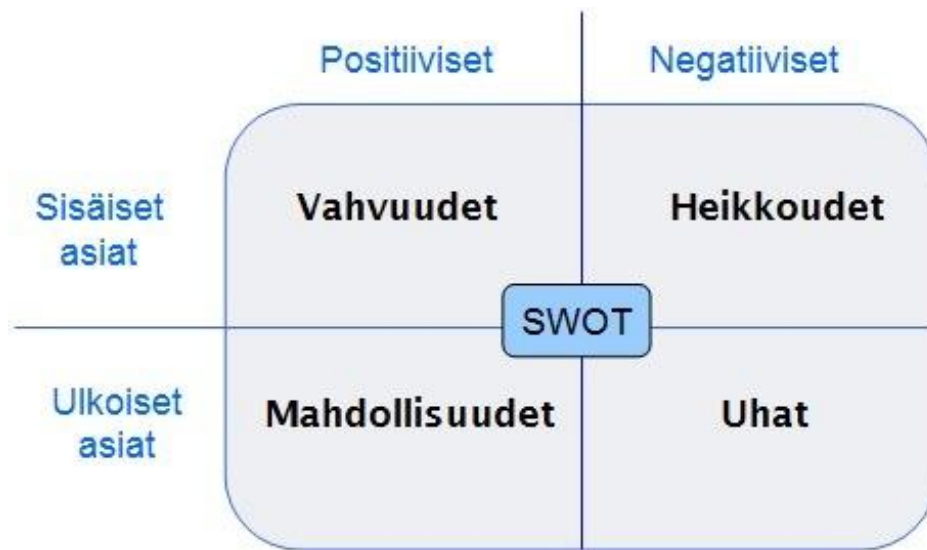 Positiiviset
Negatiiviset
Sisäiset
asiat
Vahvuudet
Heikkoudet
SWOT
Ulkoiset
asiat
Mahdollisuudet
Uhat